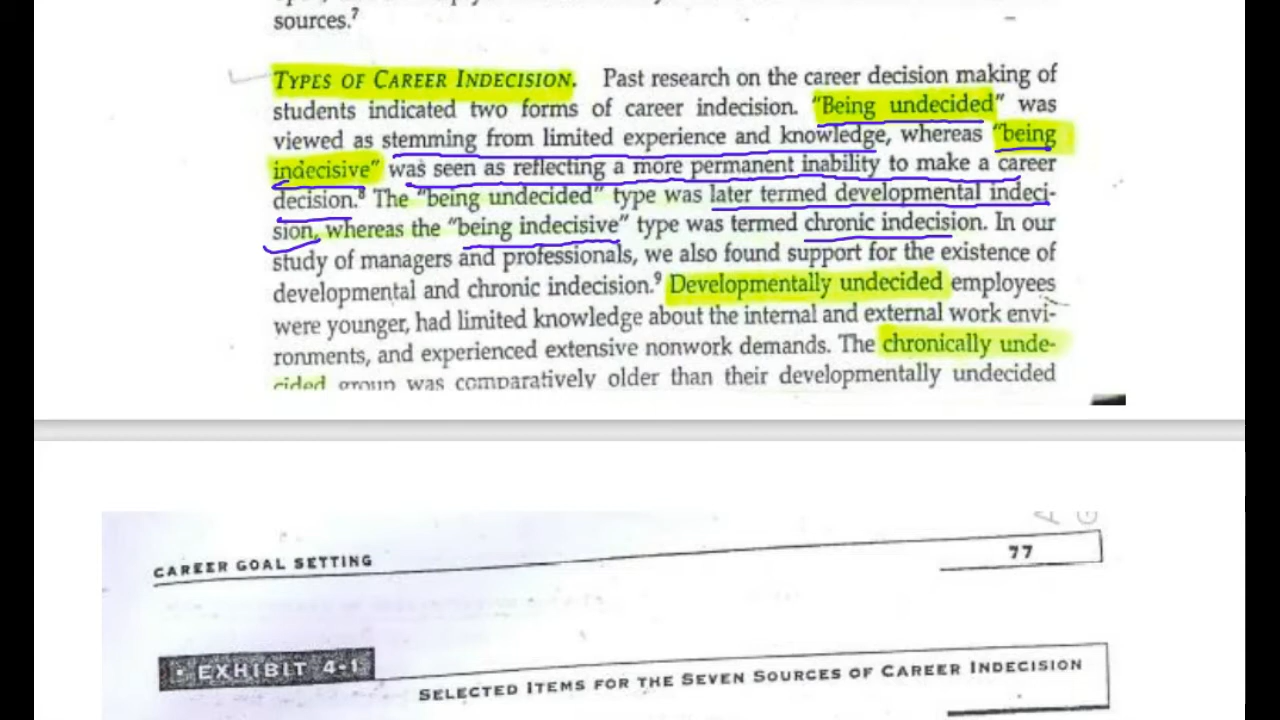 sources.7
TYPES OF CAREER INDECISION. Past research on the career decision making of
students indicated two forms of career indecision. "Being undecided" was
viewed as stemming from limited experience and knowledge, whereas "being
indecisive" was seen as reflecting a more permanent inability to make a career
decision.8 The "being undecided" type was later termed developmental indeci-
sion, whereas the "being indecisive" type was termed chronic indecision. In our
study of managers and professionals, we also found support for the existence of
developmental and chronic indecision.9 Developmentally undecided employees
were younger, had limited knowledge about the internal and external work envi-
ronments, and experienced extensive nonwork demands. The chronically unde-
cided group was comparatively older than their developmentally undecided
CAREER GOAL SETTING 77
EXHIBIT 4-1
SELECTED ITEMS FOR THE SEVEN SOURCES OF CAREER INDECISION